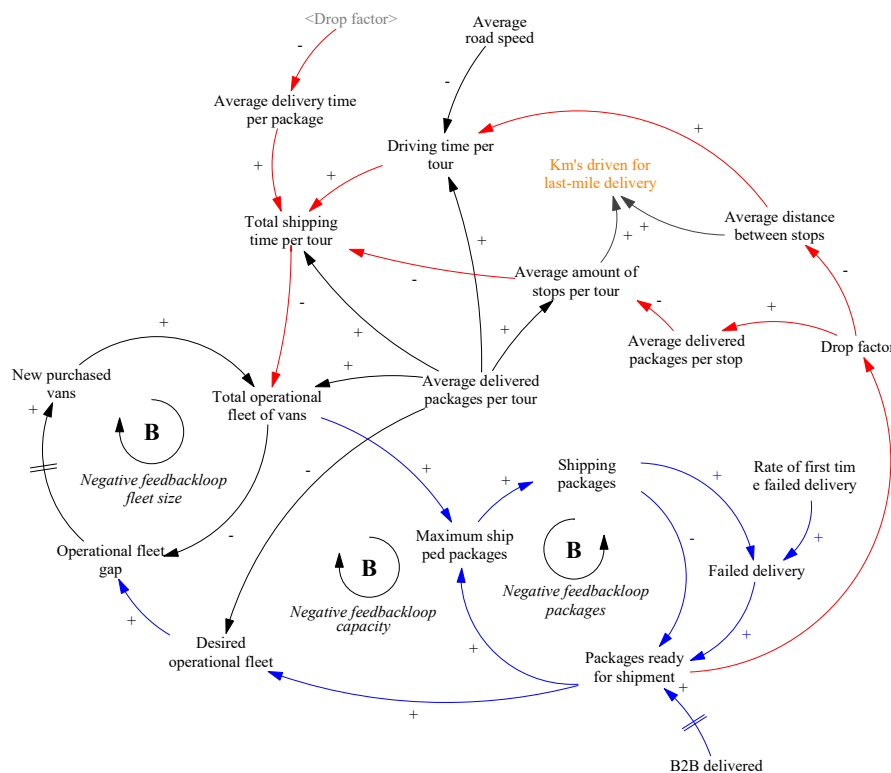 <Drop factor>
Average
road speed
-
-
Average delivery time
per package
+
Driving time per
tour
+
+
Km's driven for
last-mile delivery
Total shipping
time per tour
Average distance
between stops
+
+
+
-
Average amount of
stops per tour
-
-
-
+
+
+
+
Average delivered
packages per stop
Drop factor
New purchased
vans
+
Total operational
fleet of vans
Average delivered
packages per tour
+
B
Negative feedbackloop
fleet size
-
+
+
Shipping
packages
+
Rate of first tim
e failed delivery
Operational fleet
gap
-
Maximum ship
ped packages
-
+
B
Negative feedbackloop
capacity
B
Negative feedbackloop
packages
Failed delivery
+
Desired
operational fleet
+
+
Packages ready
for shipment
+
+
B2B delivered